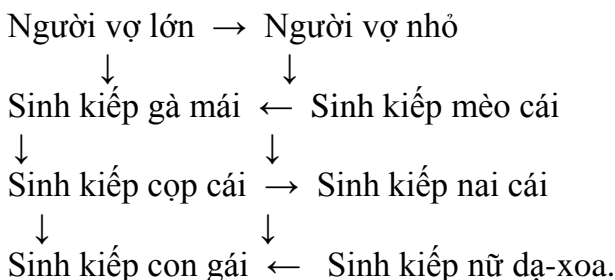 Người vợ lớn → Người vợ nhỏ
↓ ↓
Sinh kiếp gà mái ← Sinh kiếp mèo cái
↓ ↓
Sinh kiếp cọp cái → Sinh kiếp nai cái
↓ ↓
Sinh kiếp con gái ← Sinh kiếp nữ dạ-xoa.